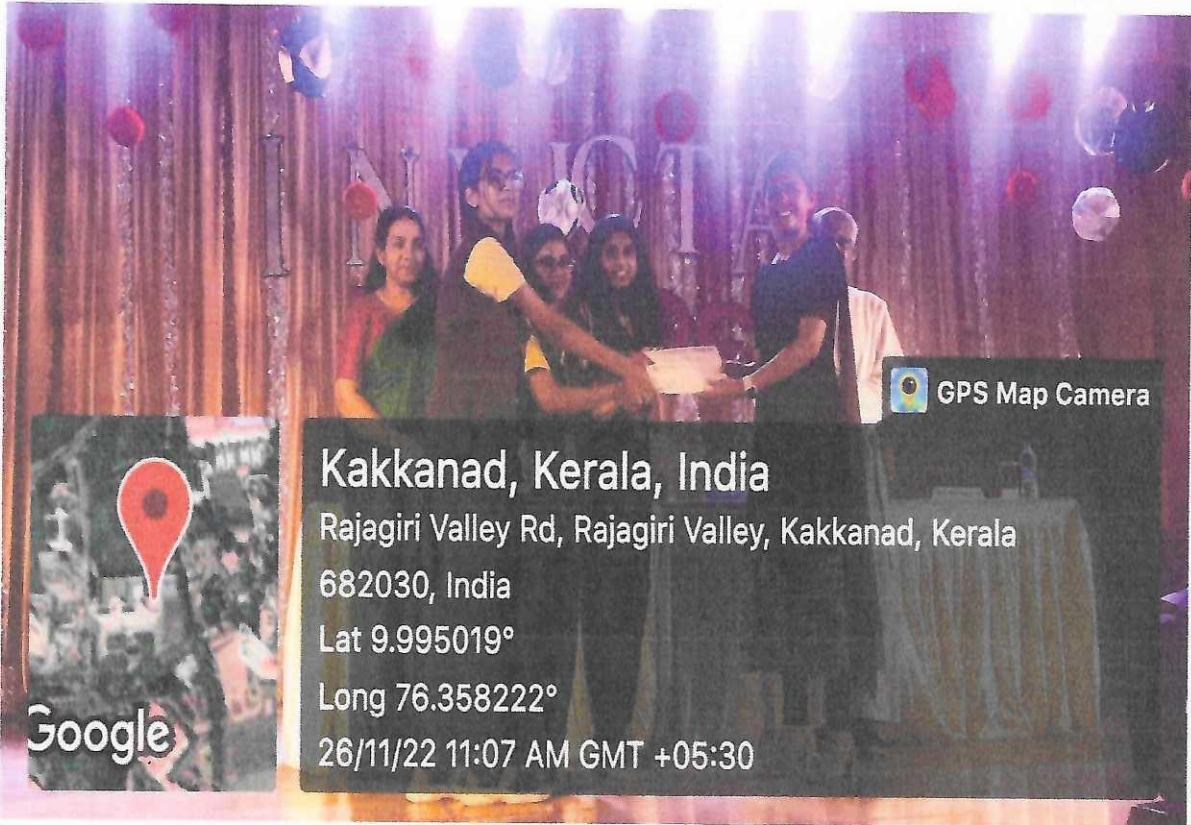 GPS Map Camera
Kakkanad, Kerala, India
Rajagiri Valley Rd, Rajagiri Valley, Kakkanad, Kerala
682030, India
Lat 9.995019°
Long 76.358222°
26/11/22 11:07 AM GMT +05:30
Google